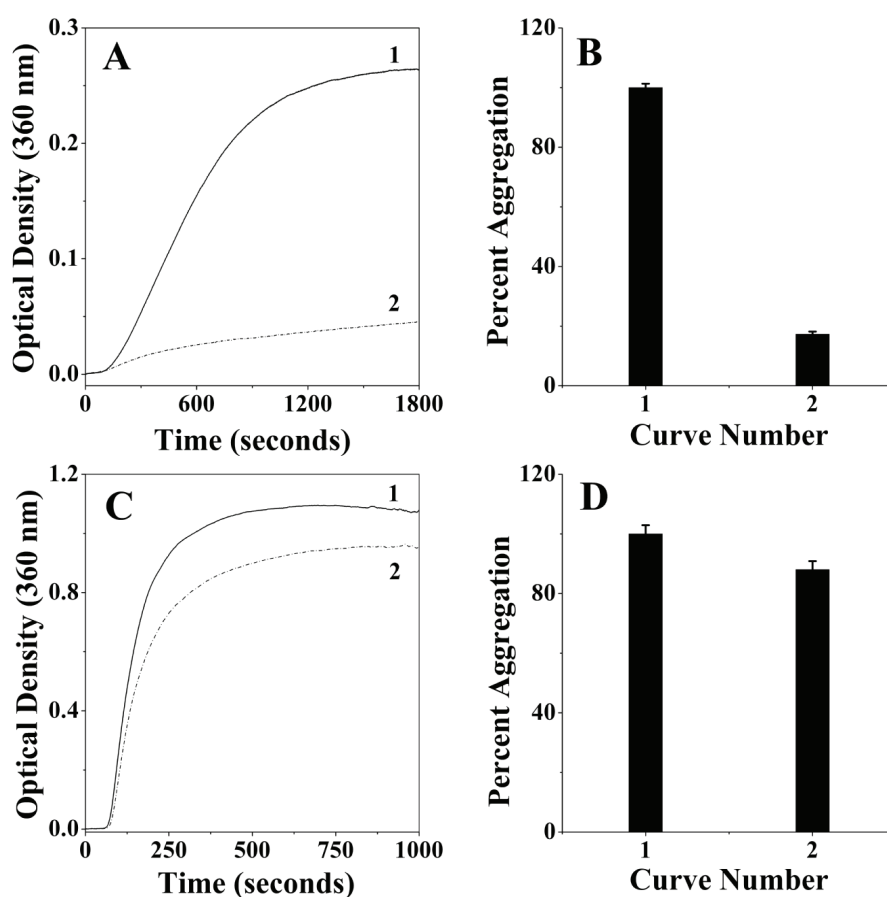 A
Optical Density (360 nm)
0.3
0.2
0.1
0.0
1
2
0 600 1200 1800
Time (seconds)
B
Percent Aggregation
120
80
40
0
1 2
Curve Number
C
Optical Density (360 nm)
1.2
0.8
0.4
0.0
1
2
0 250 500 750 1000
Time (seconds)
D
Percent Aggregation
120
80
40
0
1 2
Curve Number